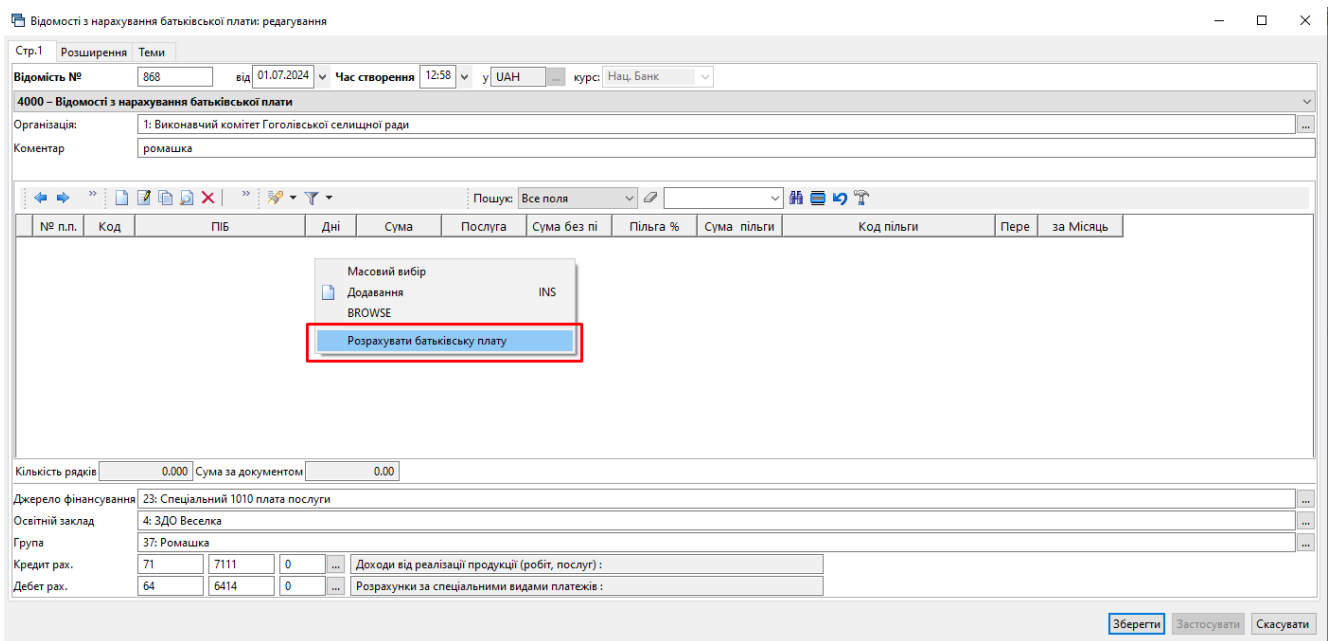 Відомості з нарахування батьківської плати: редагування
Стр.1 Розширення Теми
Відомість № 868 від 01.07.2024 Час створення 12:58 у UAH ... курс: Нац. Банк
4000 – Відомості з нарахування батьківської плати
Організація: 1: Виконавчий комітет Гоголівської селищної ради ...
Коментар ромашка
Пошук: Все поля
№ п.п. Код ПІБ Дні Сума Послуга Сума без пі Пільга % Сума пільги Код пільги Пере за Місяць
Масовий вибір
Додавання INS
BROWSE
Розрахувати батьківську плату
Кількість рядків 0.000 Сума за документом 0.00
Джерело фінансування 23: Спеціальний 1010 плата послуги ...
Освітній заклад 4: ЗДО Веселка ...
Група 37: Ромашка ...
Кредит рах. 71 7111 0 ... Доходи від реалізації продукції (робіт, послуг) :
Дебет рах. 64 6414 0 ... Розрахунки за спеціальними видами платежів :
Зберегти Застосувати Скасувати